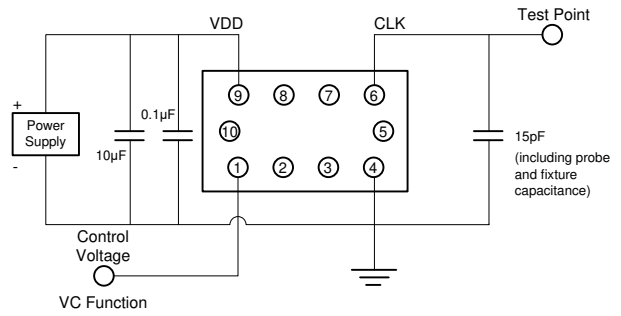 Test Point
VDD
CLK
+
Power
Supply
-
10µF
0.1µF
9
8
7
6
10
5
1
2
3
4
15pF
(including probe
and fixture
capacitance)
Control
Voltage
VC Function